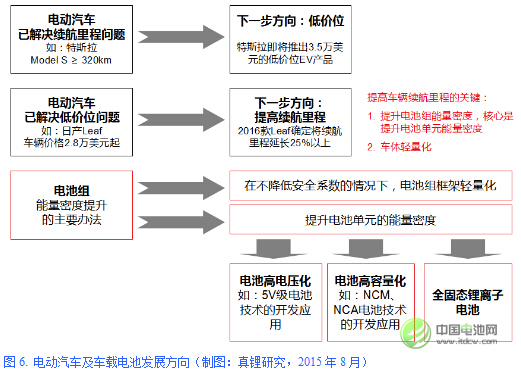 电动汽车
已解决续航里程问题
如：特斯拉
Model S ≥ 320km
下一步方向：低价位
特斯拉即将推出3.5万美
元的低价位EV产品
电动汽车
已解决低价位问题
如：日产Leaf
车辆价格2.8万美元起
下一步方向：
提高续航里程
2016款Leaf确定将续航
里程延长25%以上
提高车辆续航里程的关键：
1. 提升电池组能量密度，核心是
提升电池单元能量密度
2. 车体轻量化
电池组
能量密度提升
的主要办法
在不降低安全系数的情况下，电池组框架轻量化
提升电池单元的能量密度
电池高电压化
如：5V级电池
技术的开发应
用
电池高容量化
如：NCM、
NCA电池技术
的开发应用
全固态锂离子
电池
中国电池网
www.itdcw.com
图 6. 电动汽车及车载电池发展方向（制图：真锂研究，2015 年 8 月）